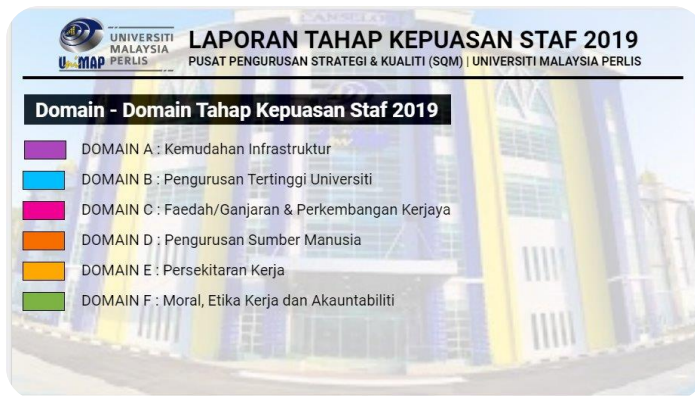 UNIVERSITI
MALAYSIA
PERLIS
UniMAP
LAPORAN TAHAP KEPUASAN STAF 2019
PUSAT PENGURUSAN STRATEGI & KUALITI (SQM) | UNIVERSITI MALAYSIA PERLIS
Domain - Domain Tahap Kepuasan Staf 2019
DOMAIN A : Kemudahan Infrastruktur
DOMAIN B : Pengurusan Tertinggi Universiti
DOMAIN C : Faedah/Ganjaran & Perkembangan Kerjaya
DOMAIN D : Pengurusan Sumber Manusia
DOMAIN E : Persekitaran Kerja
DOMAIN F : Moral, Etika Kerja dan Akauntabiliti